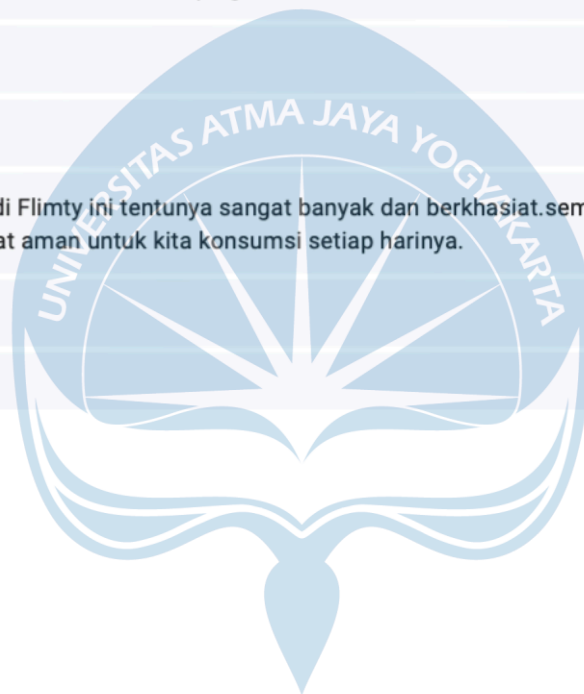 UNIVERSITAS ATMA JAYA YOGYAKARTA
di Flimty ini tentunya sangat banyak dan berkhasiat.sem
at aman untuk kita konsumsi setiap harinya.